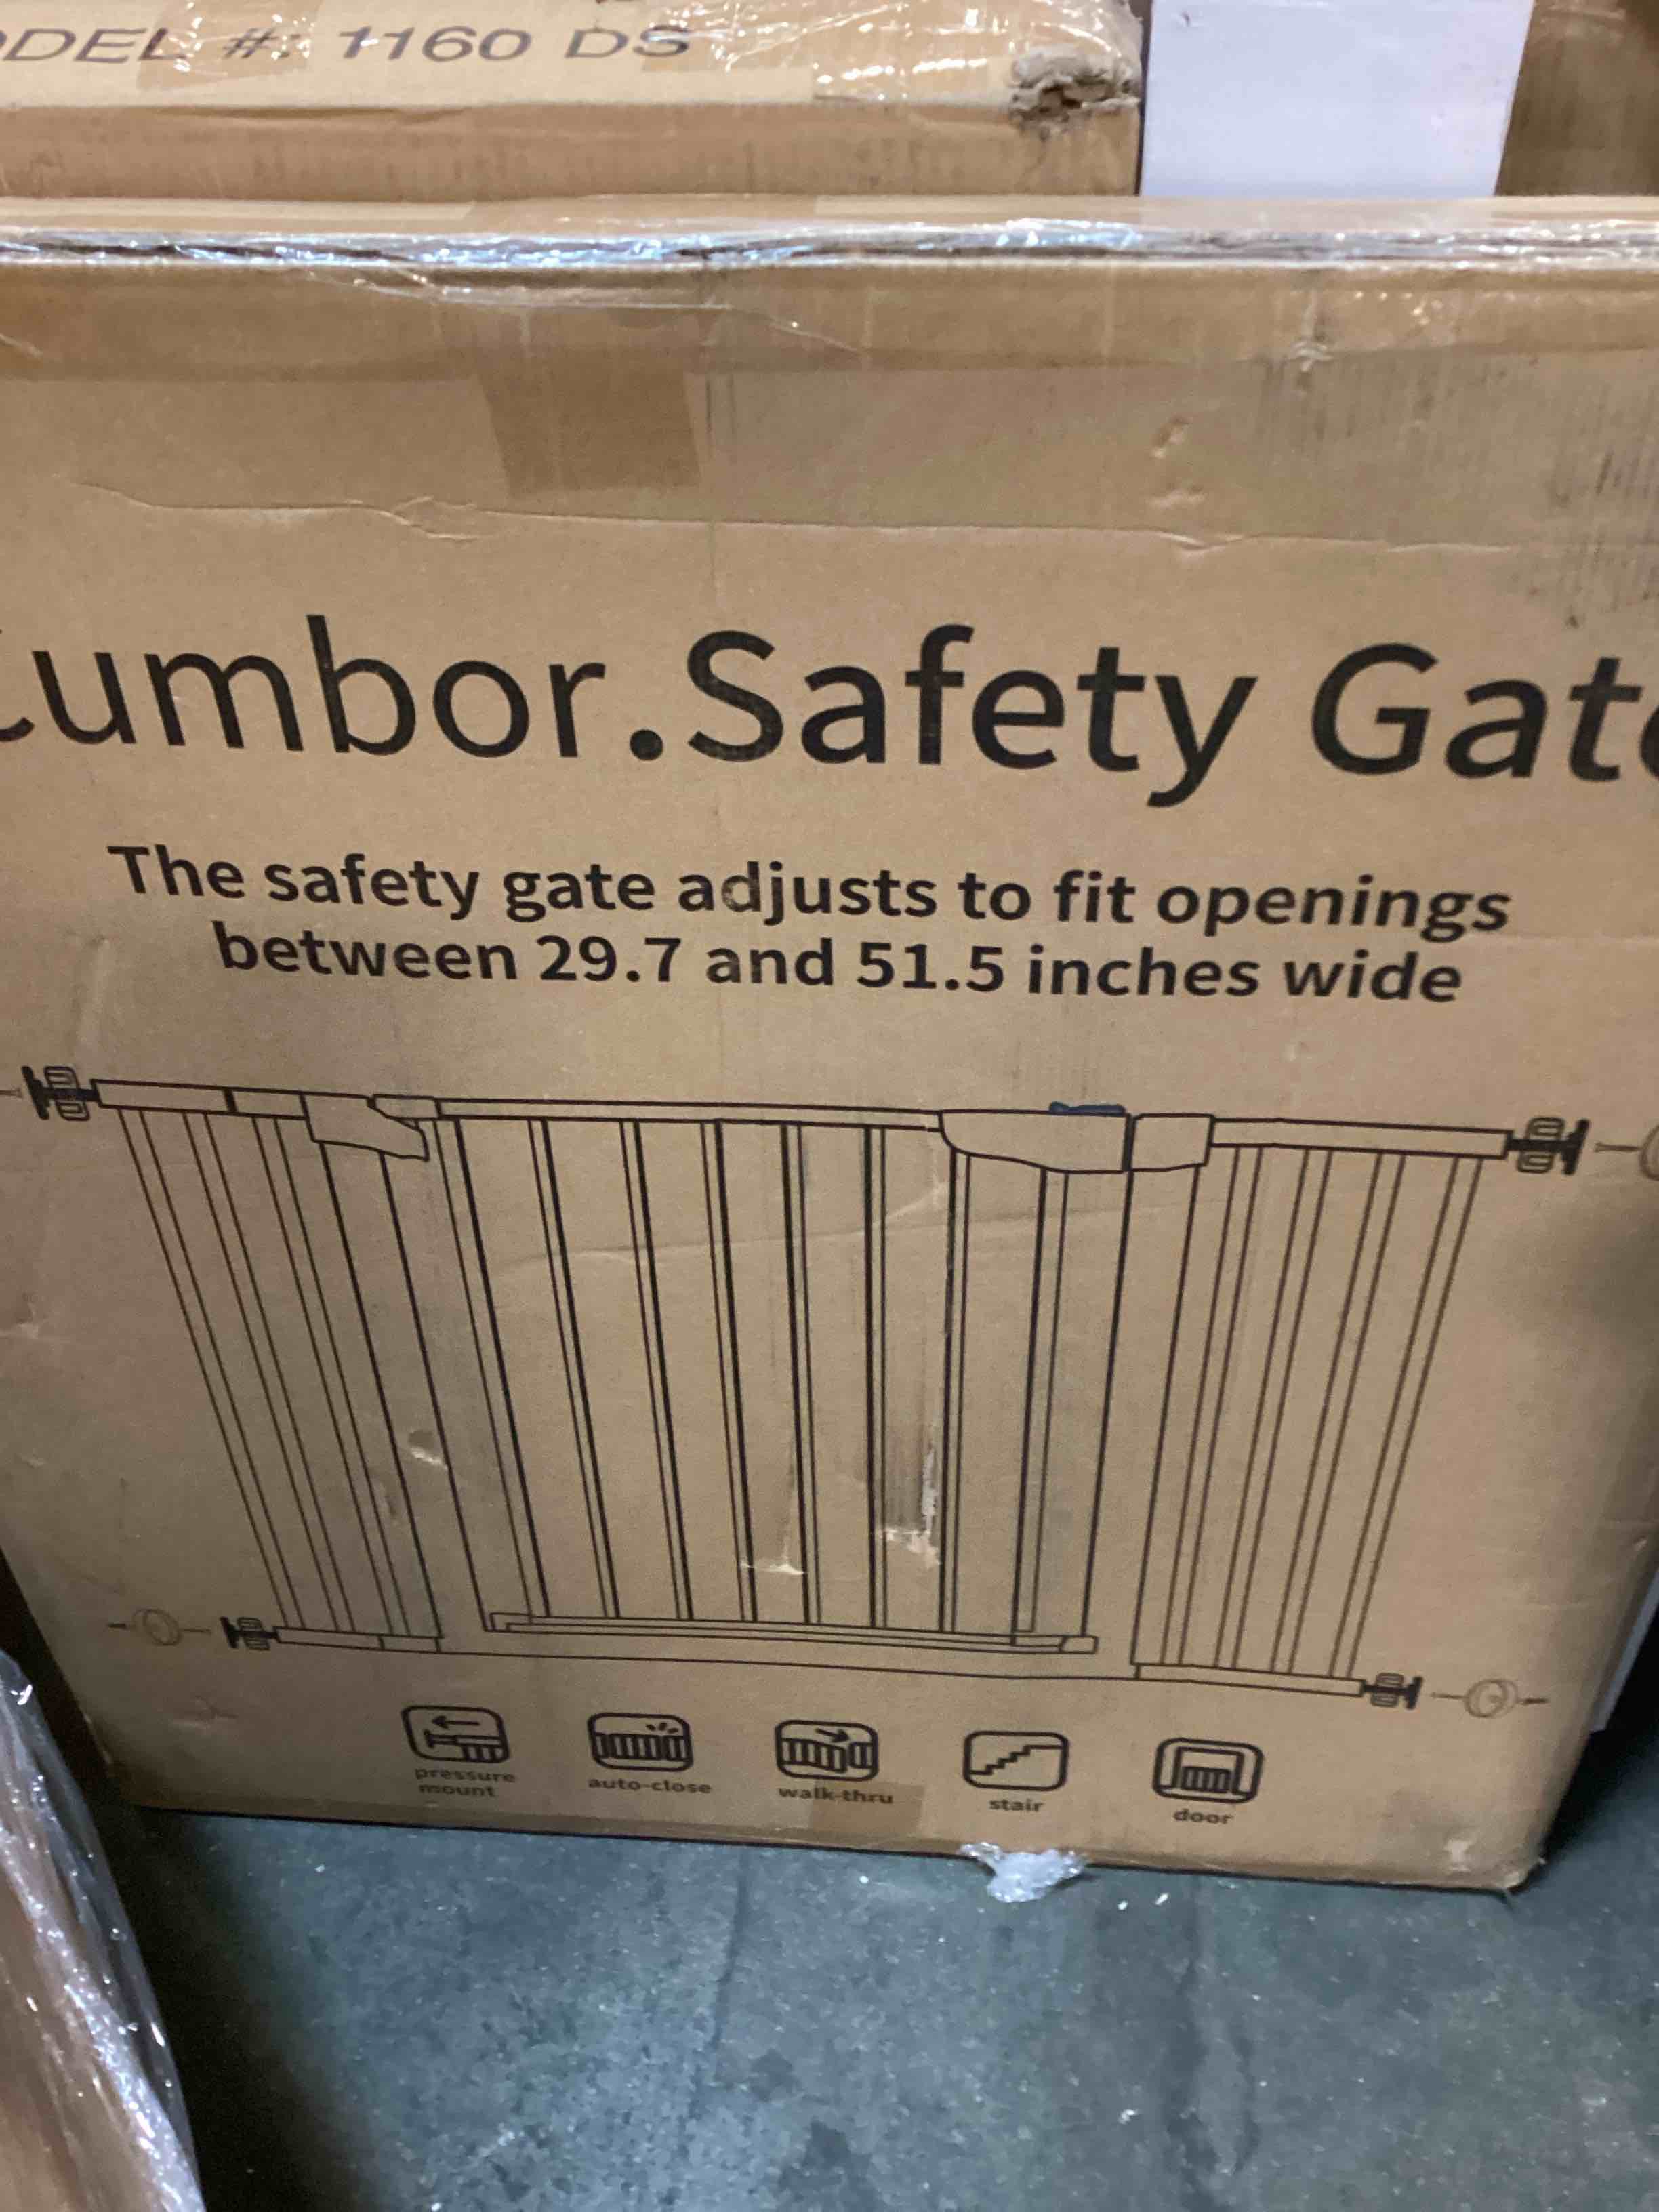 ODEL #: 1160 DS
umbor.Safety Gate
The safety gate adjusts to fit openings
between 29.7 and 51.5 inches wide
pressure
mount
auto-close
walk-thru
stair
door